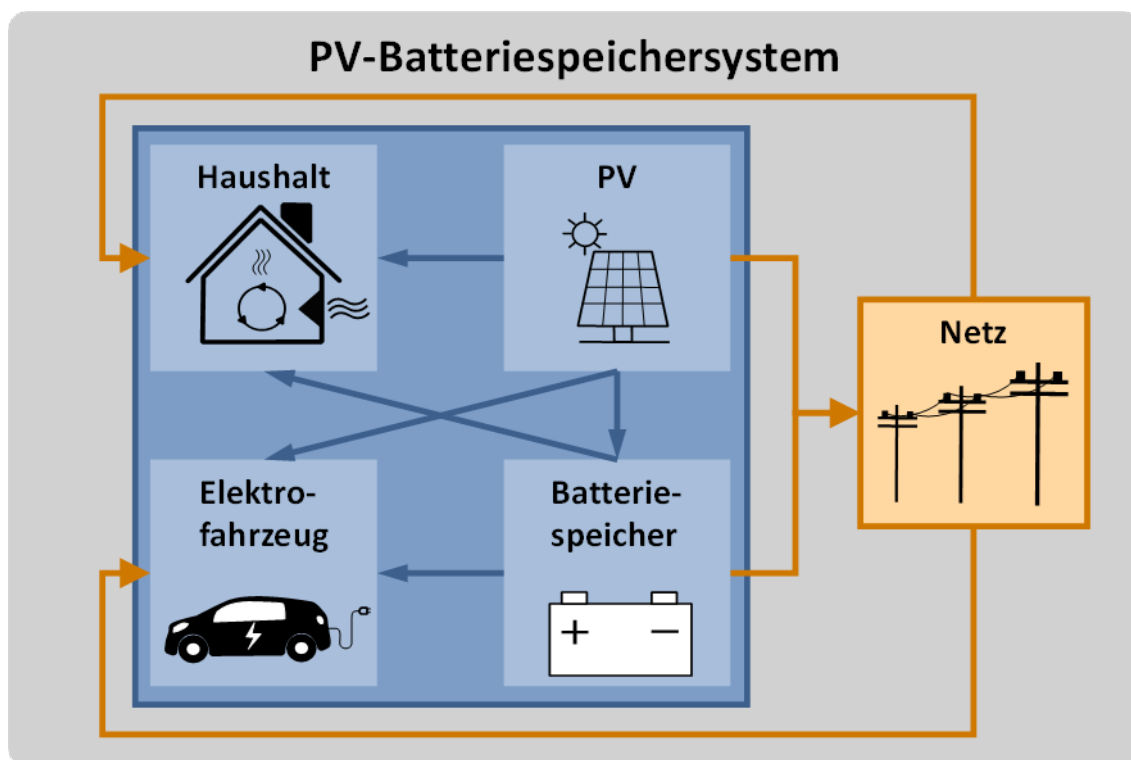 PV-Batteriespeichersystem
Haushalt
PV
Netz
Elektro-
fahrzeug
Batterie-
speicher
+ −